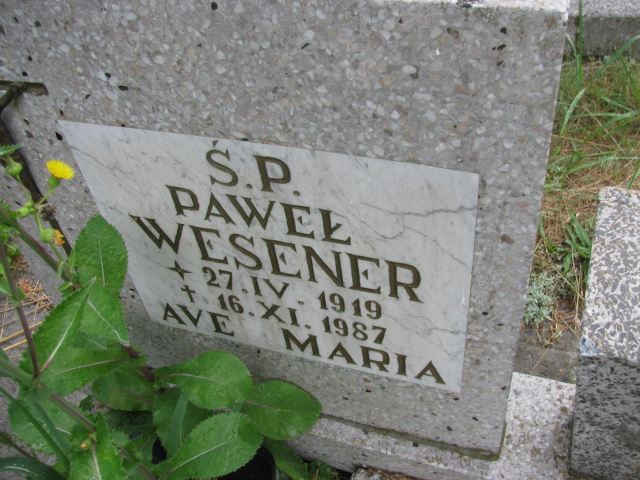 Ś.P.
PAWEŁ
WESENER
✶ 27.IV.1919
✝ 16.XI.1987
AVE MARIA